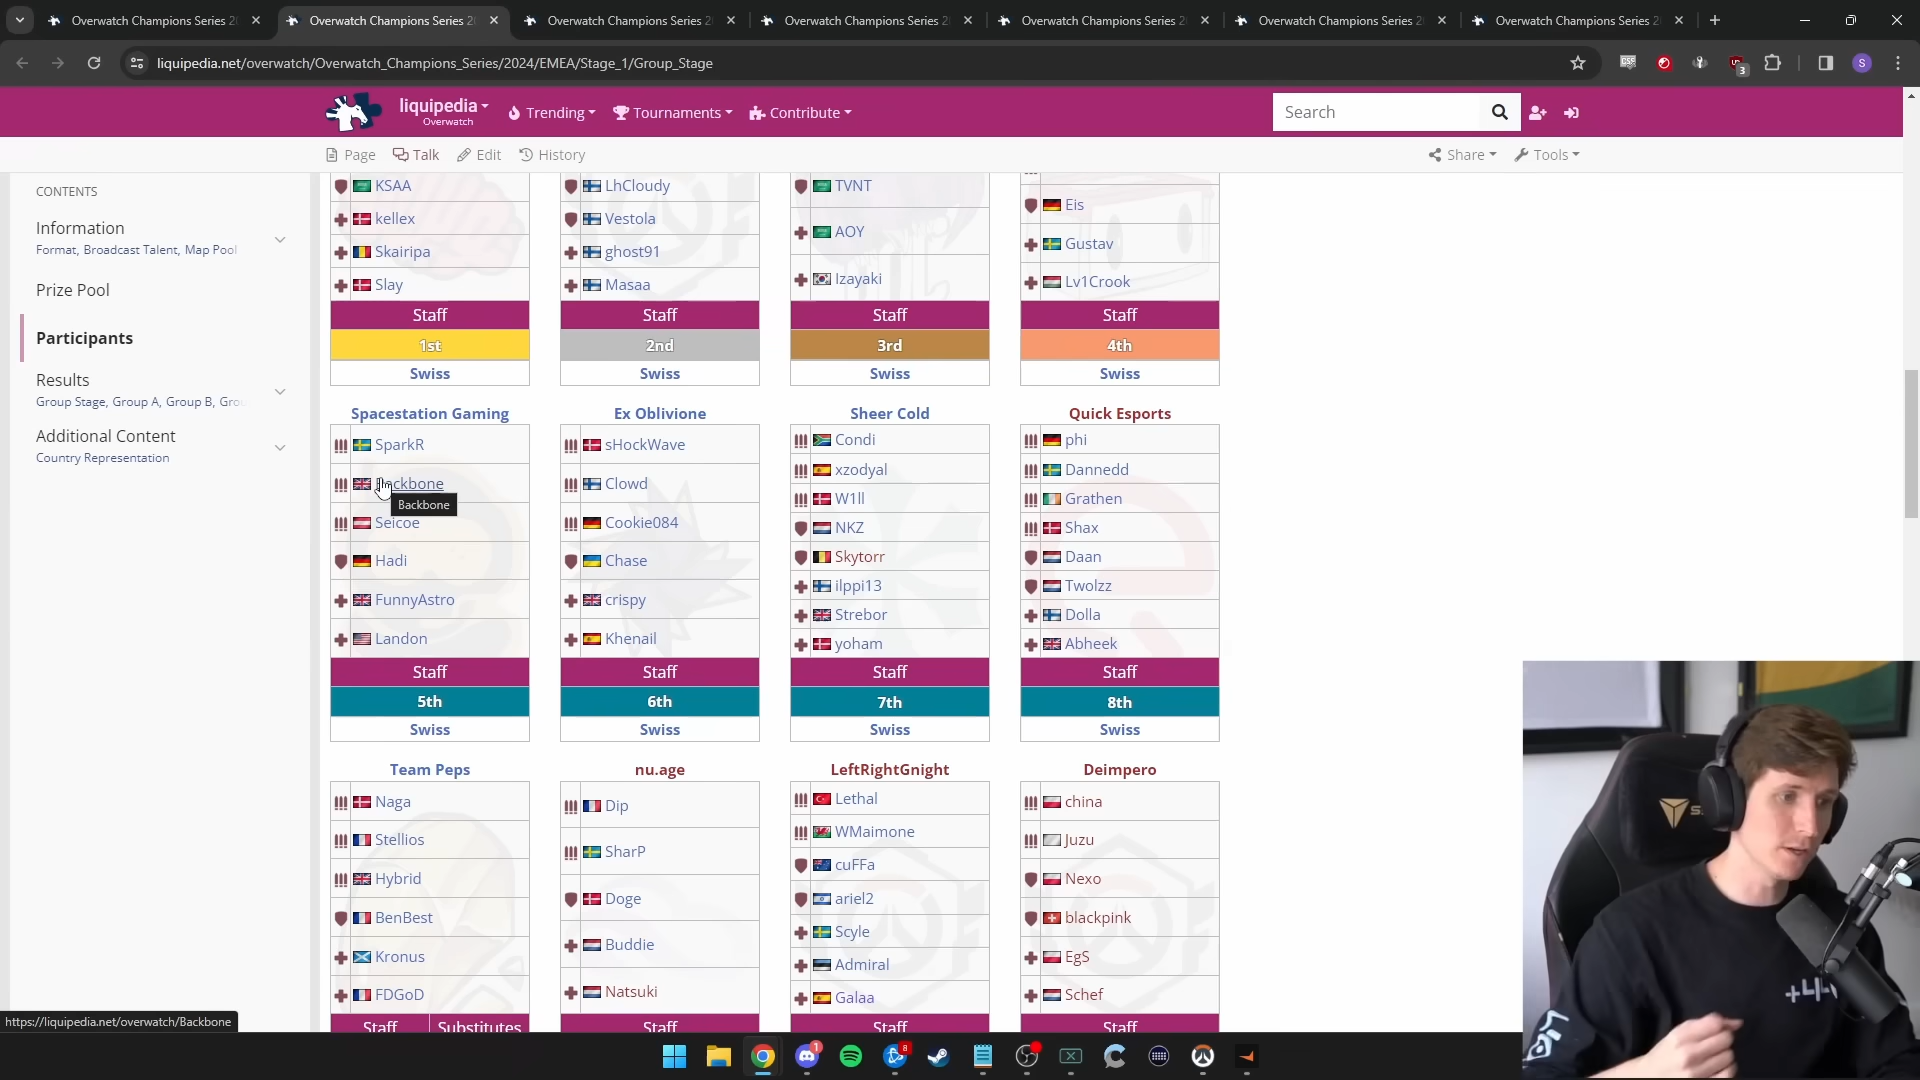 Overwatch Champions Series 2
Overwatch Champions Series 2
Overwatch Champions Series 2
Overwatch Champions Series 2
Overwatch Champions Series 2
Overwatch Champions Series 2
Overwatch Champions Series 2
liquipedia.net/overwatch/Overwatch_Champions_Series/2024/EMEA/Stage_1/Group_Stage
3
S
liquipedia
Overwatch
Trending
Tournaments
Contribute
Search
Page
Talk
Edit
History
Share
Tools
CONTENTS
Information
Format, Broadcast Talent, Map Pool
Prize Pool
Participants
Results
Group Stage, Group A, Group B, Gro
Additional Content
Country Representation
KSAA
kellex
Skairipa
Slay
Staff
1st
Swiss
LhCloudy
Vestola
ghost91
Masaa
Staff
2nd
Swiss
TVNT
AOY
Izayaki
Staff
3rd
Swiss
Eis
Gustav
Lv1Crook
Staff
4th
Swiss
Spacestation Gaming
SparkR
Backbone
Backbone
Seicoe
Hadi
FunnyAstro
Landon
Staff
5th
Swiss
Ex Oblivione
sHockWave
Clowd
Cookie084
Chase
crispy
Khenail
Staff
6th
Swiss
Sheer Cold
Condi
xzodyal
W1ll
NKZ
Skytorr
ilppi13
Strebor
yoham
Staff
7th
Swiss
Quick Esports
phi
Dannedd
Grathen
Shax
Daan
Twolzz
Dolla
Abheek
Staff
8th
Swiss
Team Peps
Naga
Stellios
Hybrid
BenBest
Kronus
FDGoD
Staff
Substitutes
nu.age
Dip
SharP
Doge
Buddie
Natsuki
Staff
LeftRightGnight
Lethal
WMaimone
cuFFa
ariel2
Scyle
Admiral
Galaa
Staff
Deimpero
china
Juzu
Nexo
blackpink
EgS
Schef
Staff
https://liquipedia.net/overwatch/Backbone
1
8